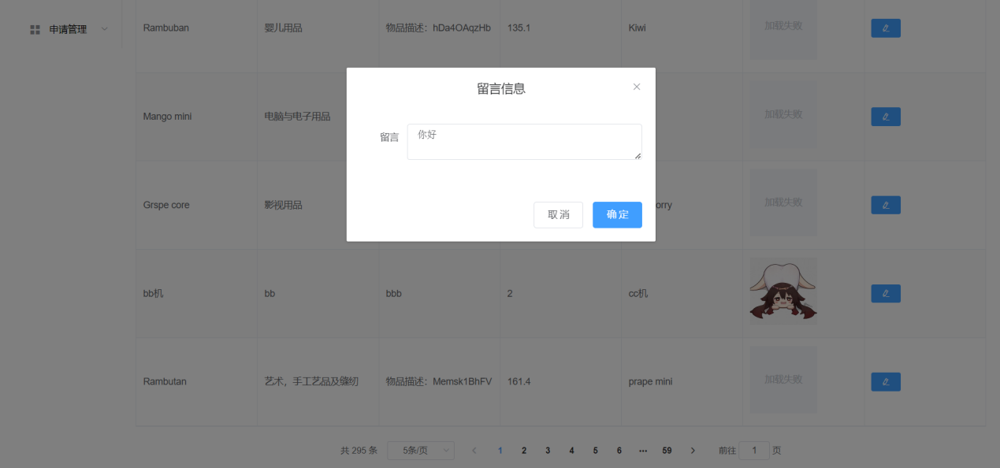 申请管理
Rambuban 婴儿用品 物品描述：hDa4OAqzHb 135.1 Kiwi 加载失败
留言信息
Mango mini 电脑与电子用品 加载失败
留言 你好
Grspe core 影视用品 orry 加载失败
取消 确定
bb机 bb bbb 2 cc机
Rambutan 艺术，手工艺品及缝纫 物品描述：Memsk1BhFV 161.4 prape mini 加载失败
共 295 条 5条/页 1 2 3 4 5 6 ••• 59 前往 1 页